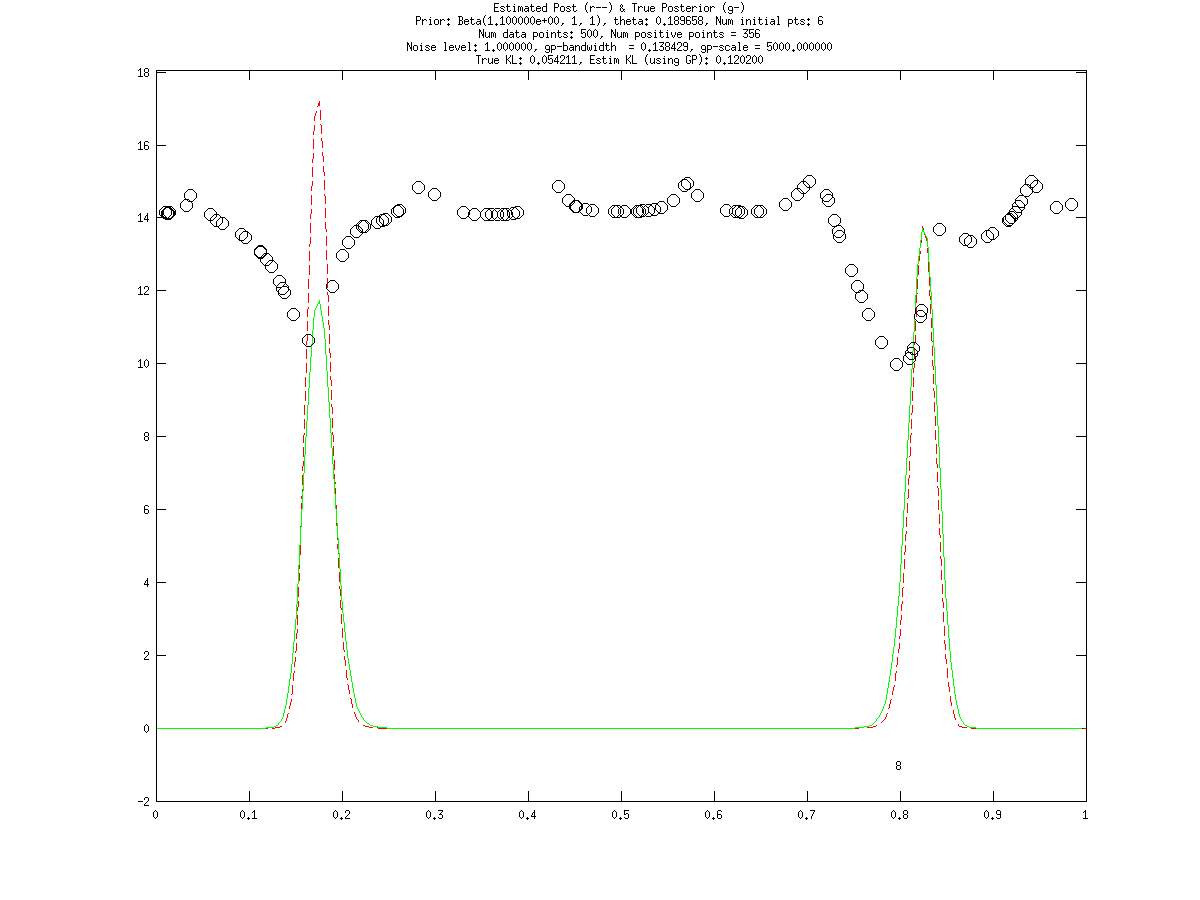 Estimated Post (r--) & True Posterior (g-)
Prior: Beta(1.100000e+00, 1, 1), theta: 0.189658, Num initial pts: 6
Num data points: 500, Num positive points = 356
Noise level: 1.000000, gp-bandwidth  = 0.138429, gp-scale = 5000.000000
True KL: 0.054211, Estim KL (using GP): 0.120200
18
16
14
12
10
8
6
4
2
0
8
-2
0 0.1 0.2 0.3 0.4 0.5 0.6 0.7 0.8 0.9 1